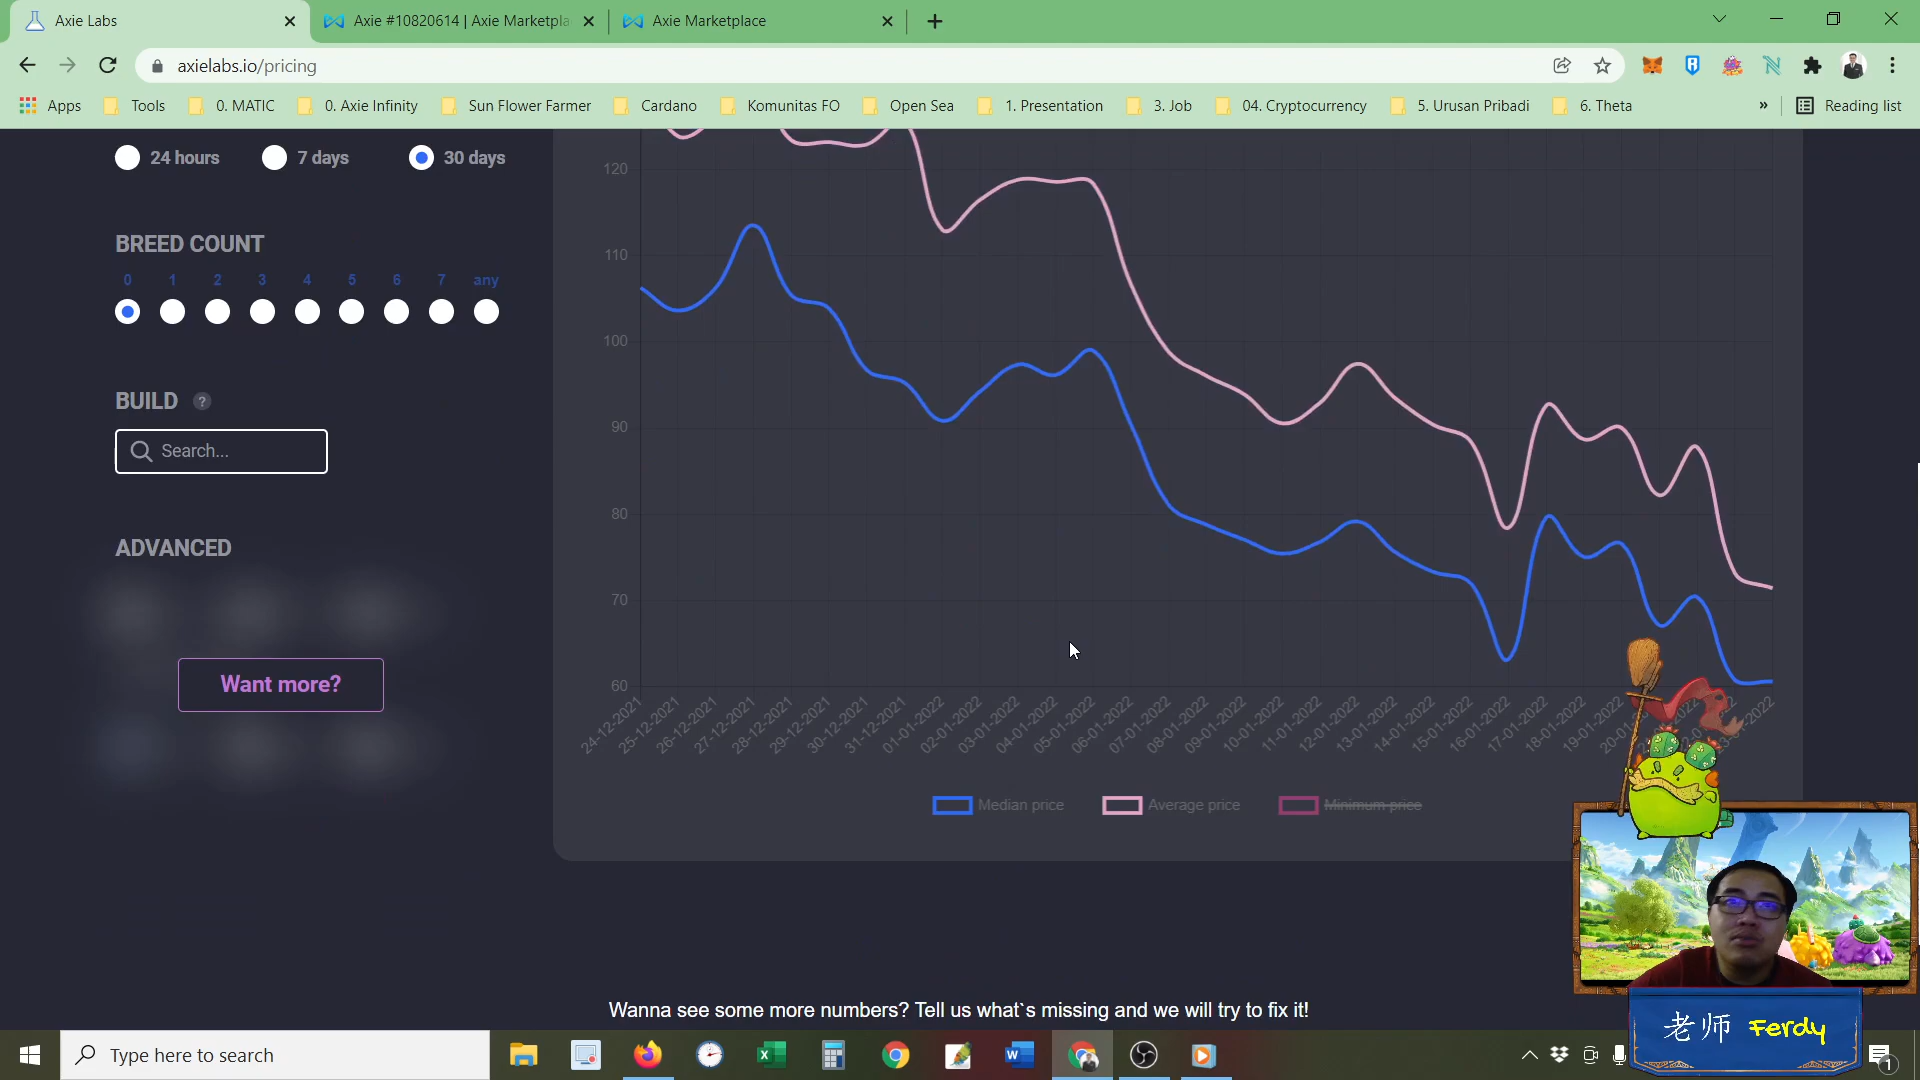 Axie Labs
Axie #10820614 | Axie Marketpla
Axie Marketplace
axielabs.io/pricing
Apps
Tools
0. MATIC
0. Axie Infinity
Sun Flower Farmer
Cardano
Komunitas FO
Open Sea
1. Presentation
3. Job
04. Cryptocurrency
5. Urusan Pribadi
6. Theta
»
Reading list
24 hours
7 days
30 days
BREED COUNT
0 1 2 3 4 5 6 7 any
BUILD ?
Search...
ADVANCED
Want more?
120
110
100
90
80
70
60
24-12-2021
25-12-2021
26-12-2021
27-12-2021
28-12-2021
29-12-2021
30-12-2021
31-12-2021
01-01-2022
02-01-2022
03-01-2022
04-01-2022
05-01-2022
06-01-2022
07-01-2022
08-01-2022
09-01-2022
10-01-2022
11-01-2022
12-01-2022
13-01-2022
14-01-2022
15-01-2022
16-01-2022
17-01-2022
18-01-2022
19-01-2022
Median price
Average price
Minimum price
Wanna see some more numbers? Tell us what`s missing and we will try to fix it!
老师 Ferdy
Type here to search
1